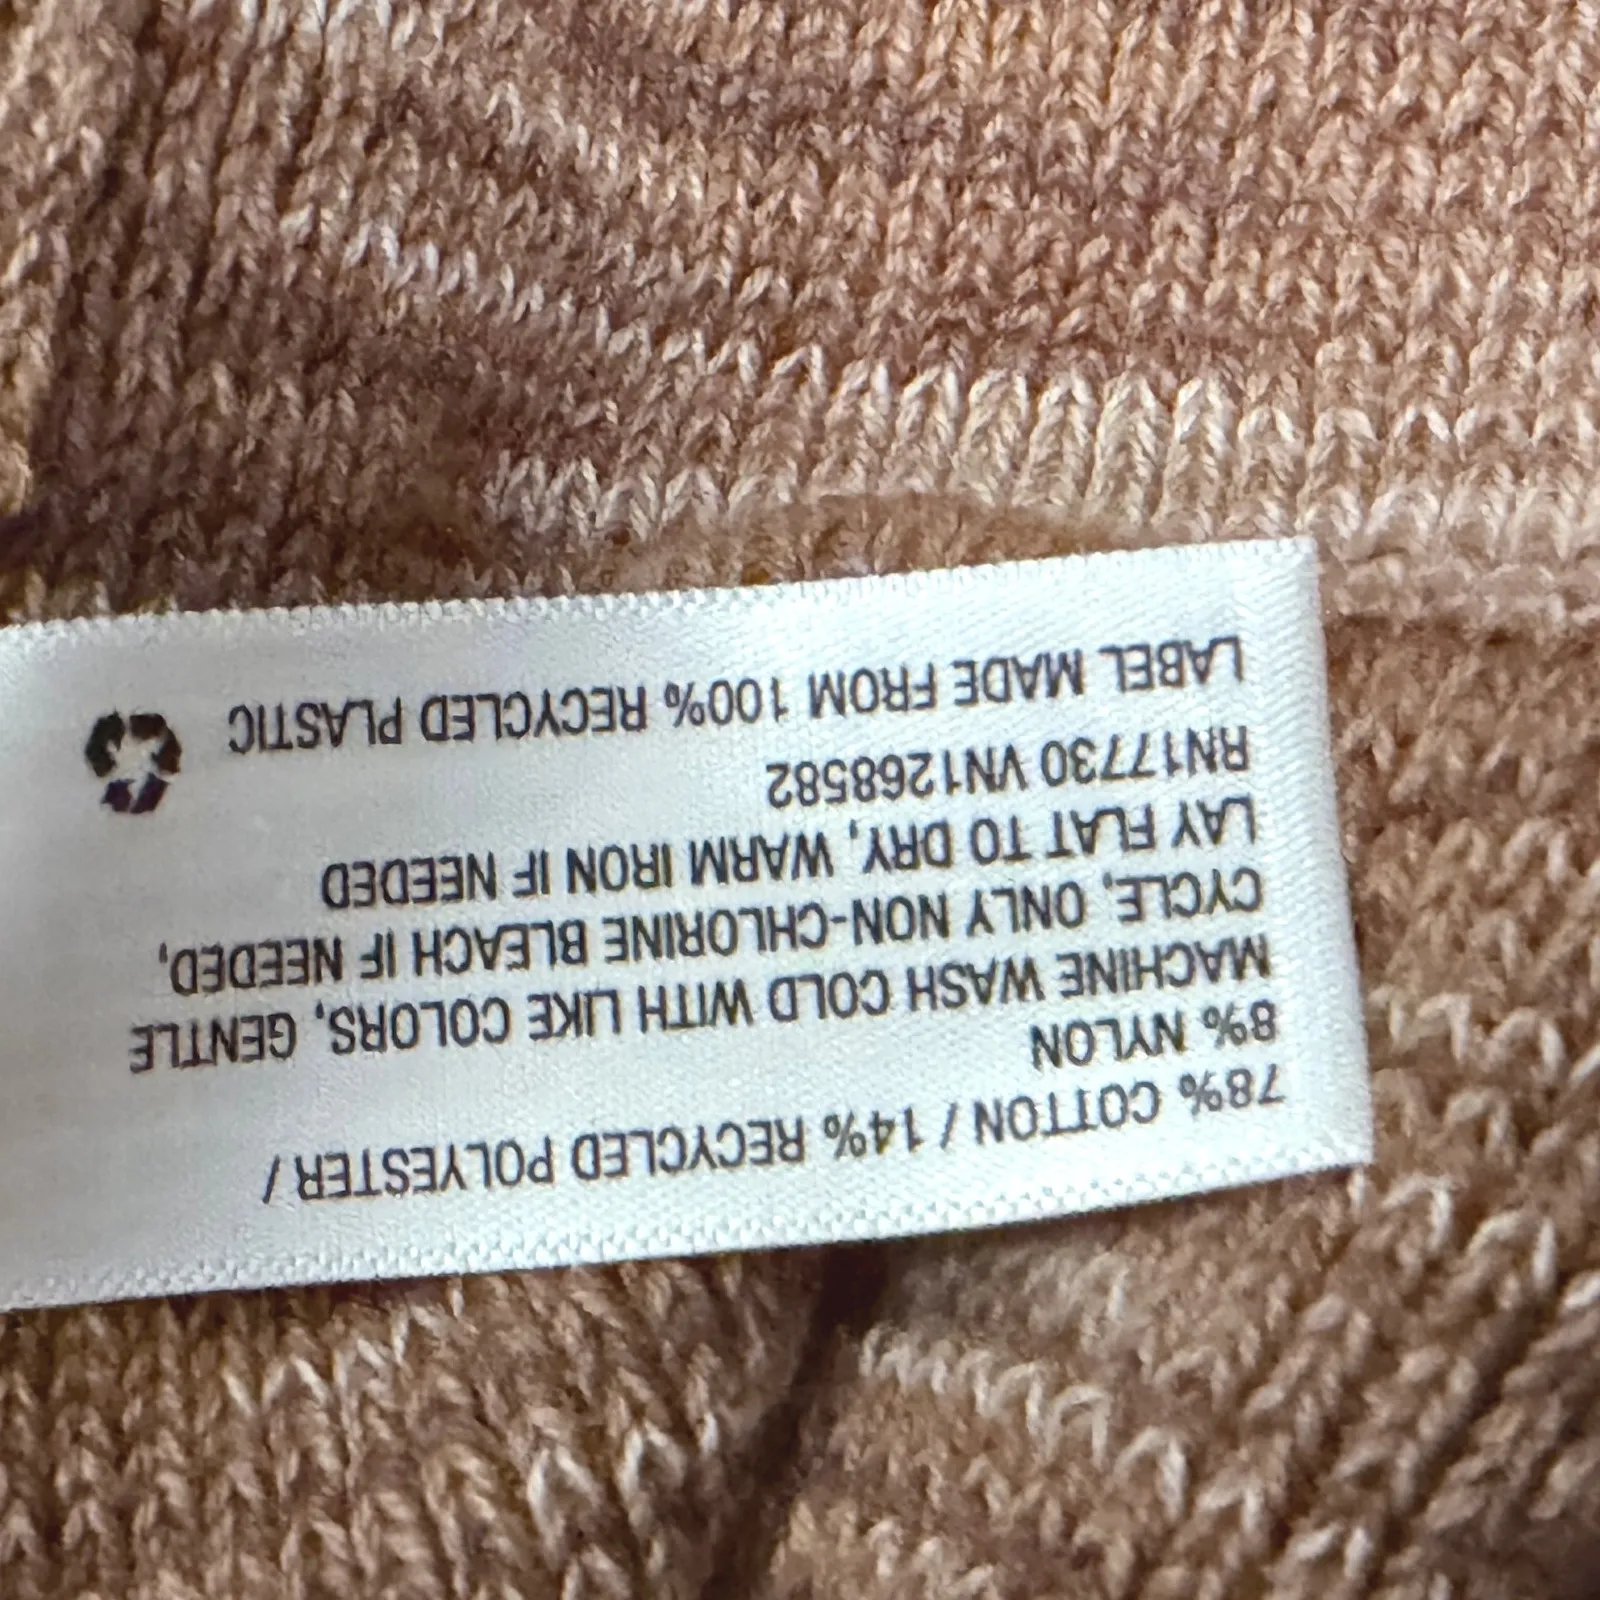 78% COTTON / 14% RECYCLED POLYESTER /
8% NYLON
MACHINE WASH COLD WITH LIKE COLORS, GENTLE
CYCLE, ONLY NON-CHLORINE BLEACH IF NEEDED,
LAY FLAT TO DRY, WARM IRON IF NEEDED
RN17730 VN1268582
LABEL MADE FROM 100% RECYCLED PLASTIC